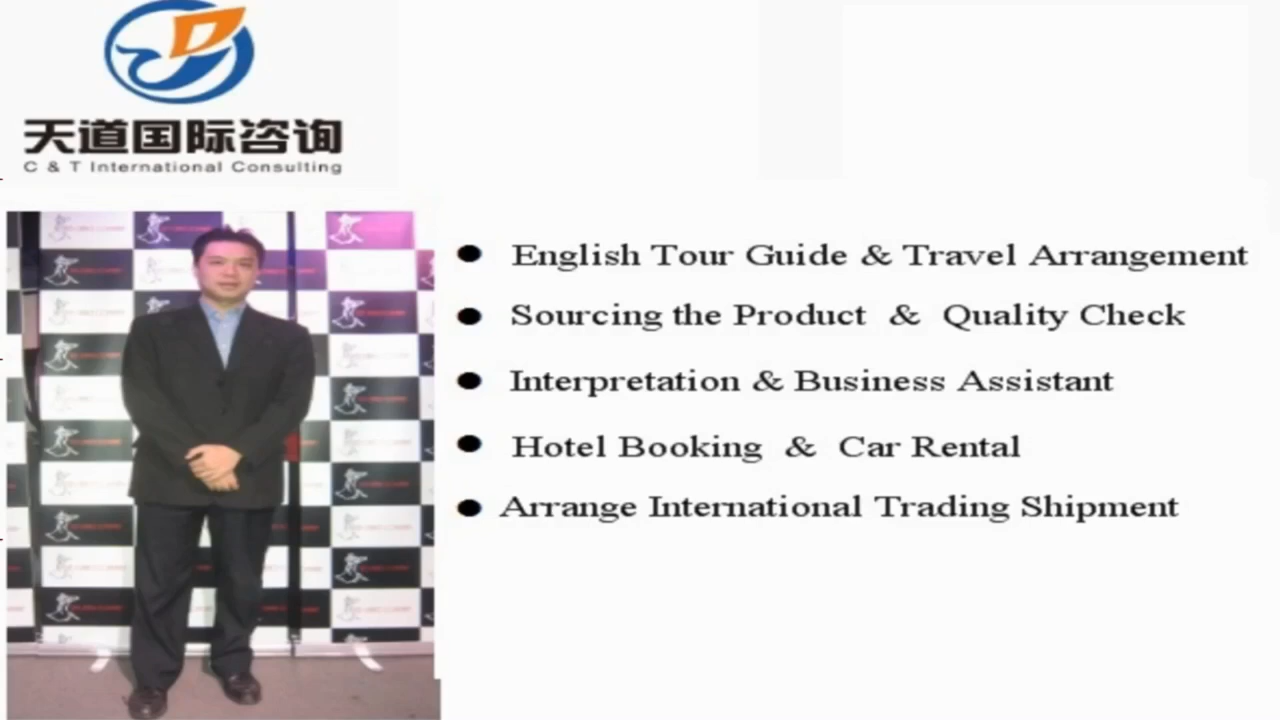 天道国际咨询
C & T International Consulting
English Tour Guide & Travel Arrangement
Sourcing the Product & Quality Check
Interpretation & Business Assistant
Hotel Booking & Car Rental
Arrange International Trading Shipment